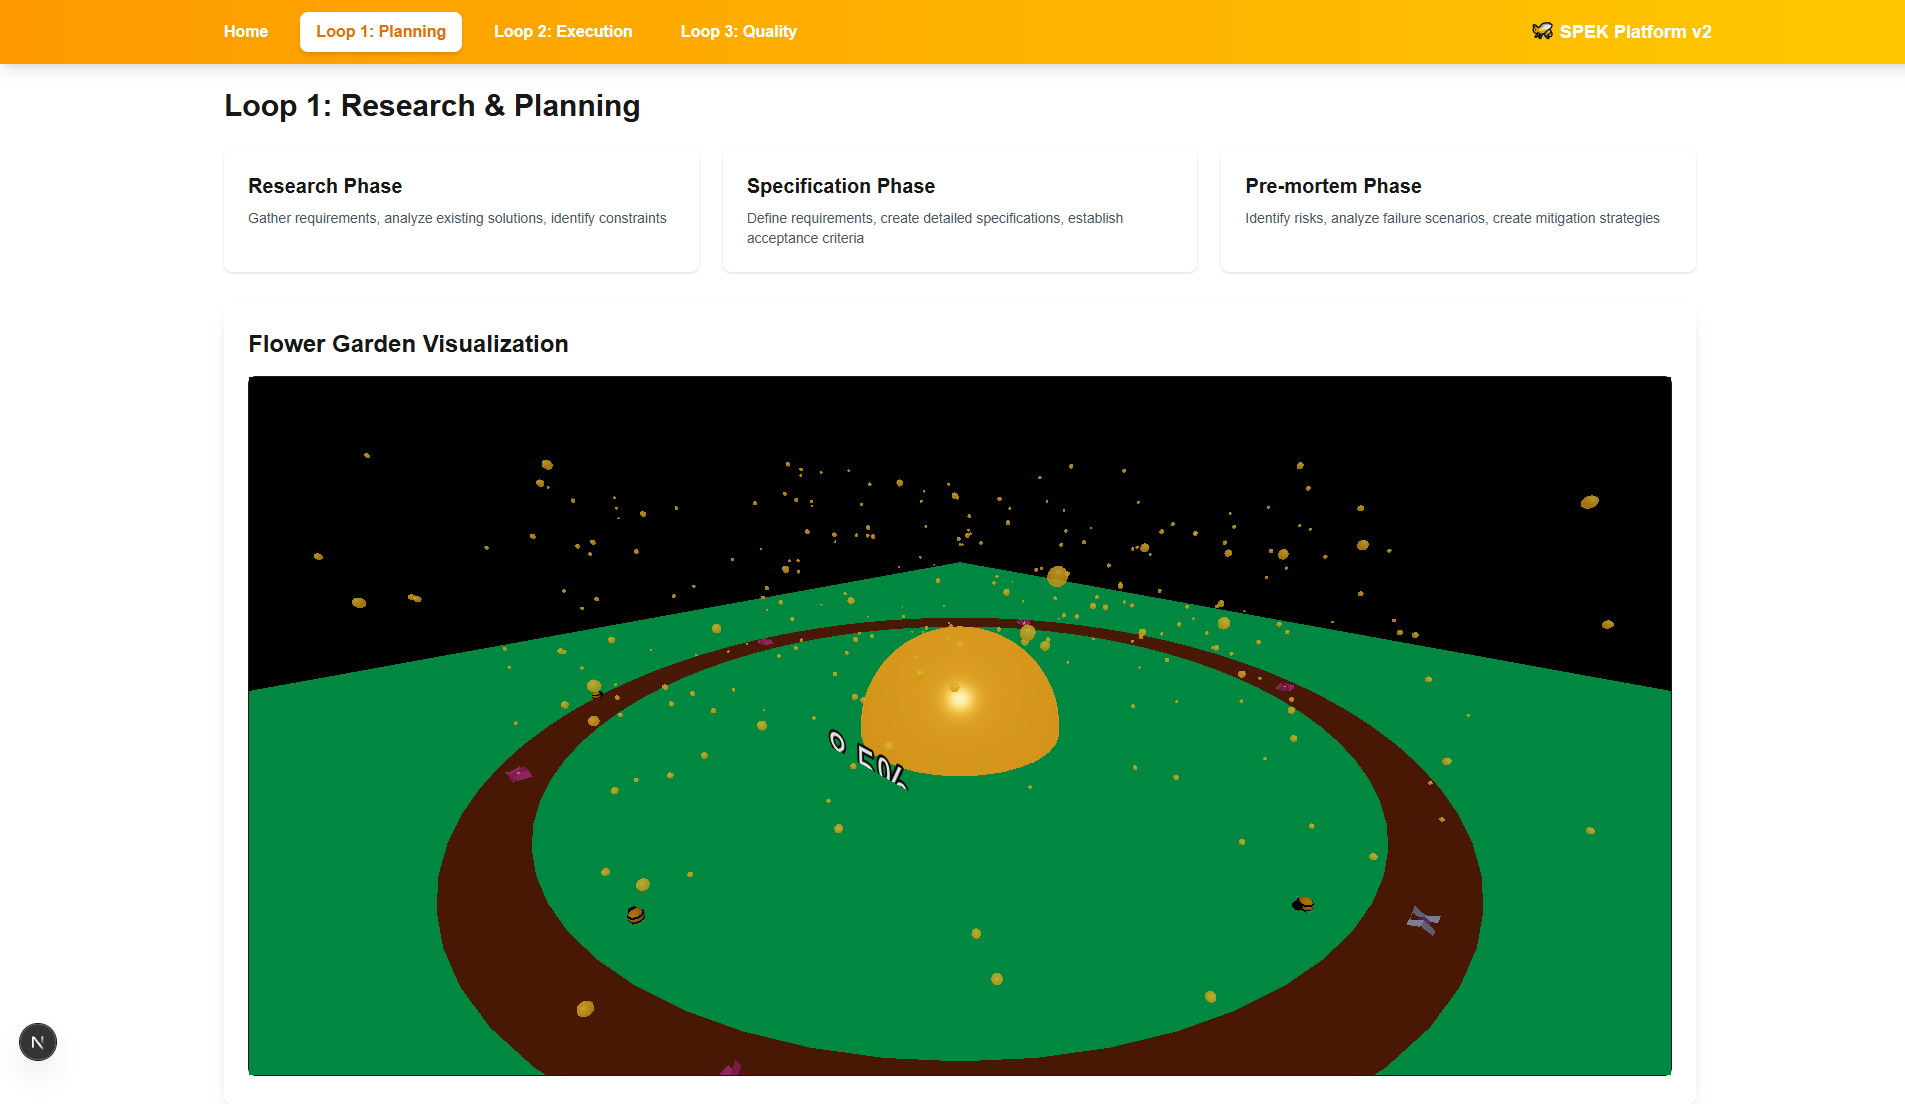 Home
Loop 1: Planning
Loop 2: Execution
Loop 3: Quality
SPEK Platform v2
Loop 1: Research & Planning
Research Phase
Gather requirements, analyze existing solutions, identify constraints
Specification Phase
Define requirements, create detailed specifications, establish
acceptance criteria
Pre-mortem Phase
Identify risks, analyze failure scenarios, create mitigation strategies
Flower Garden Visualization
N